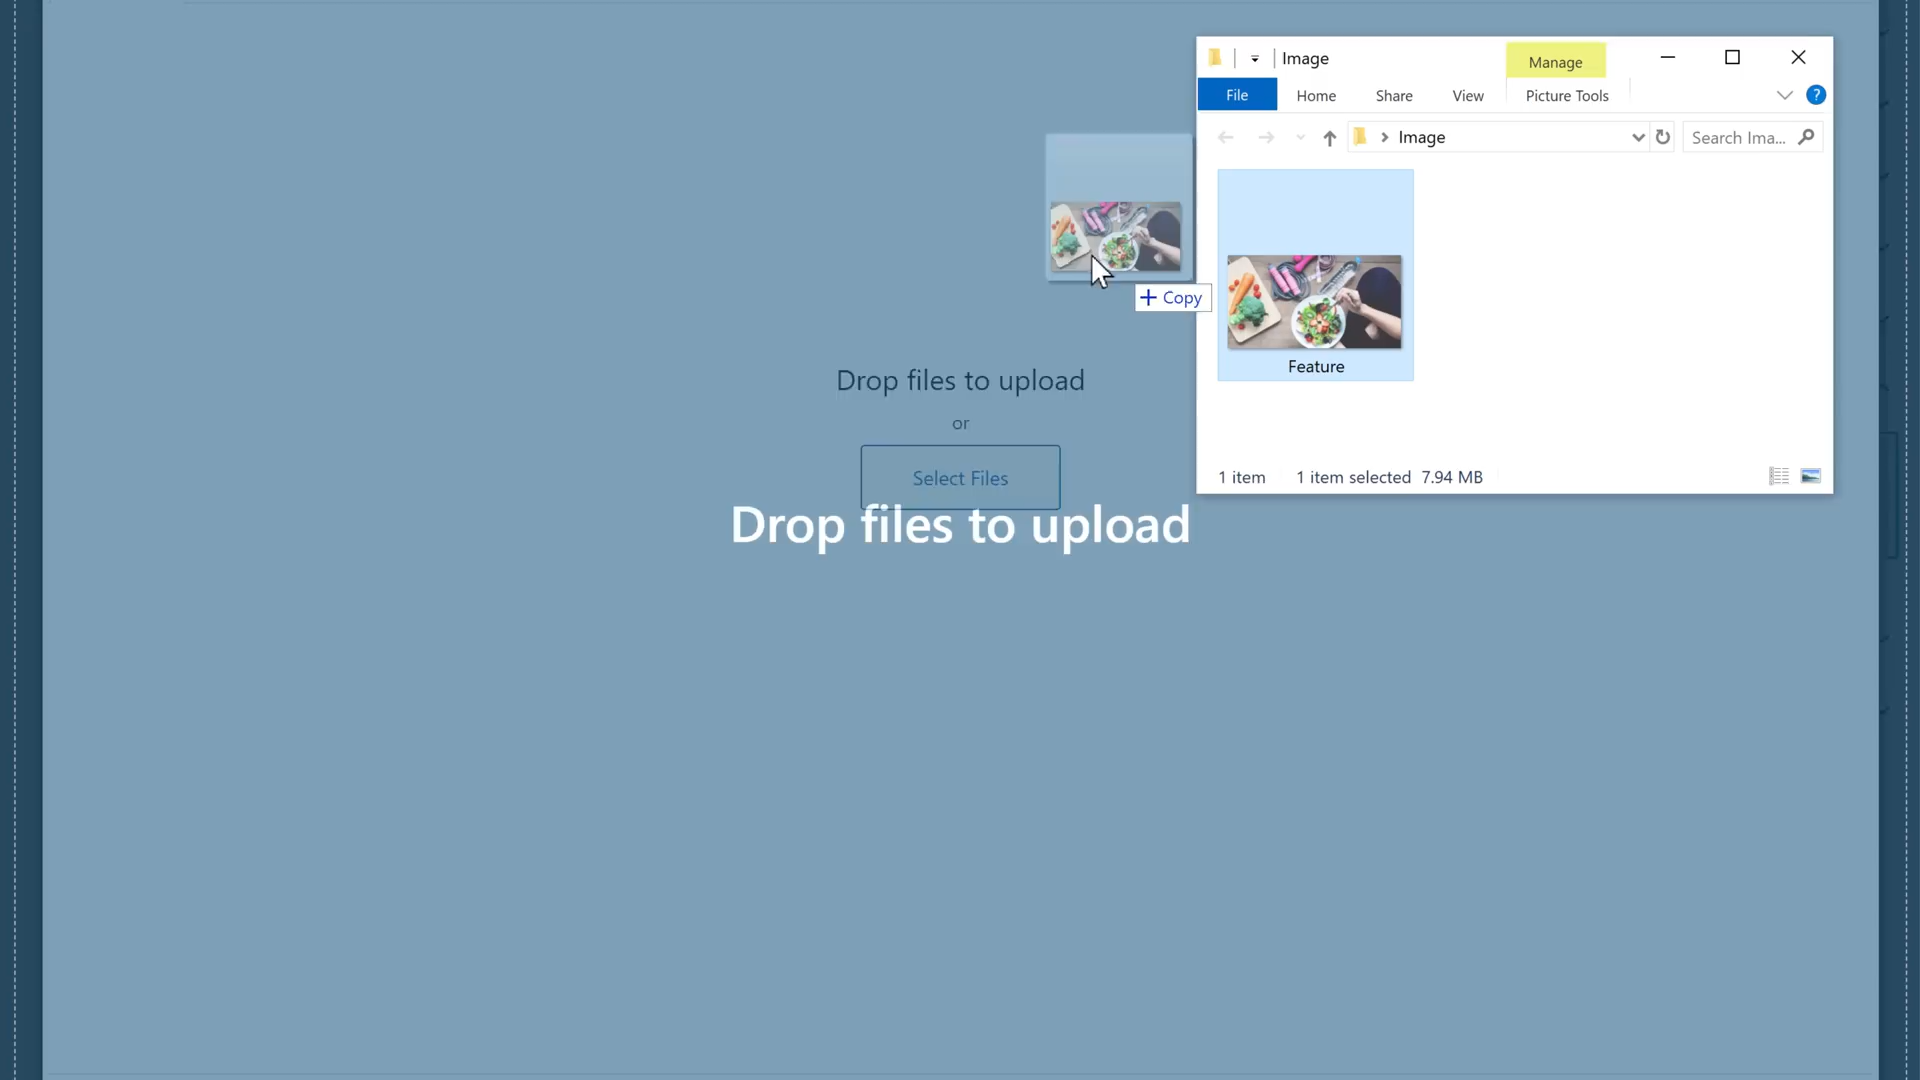 Image
Manage
File
Home
Share
View
Picture Tools
?
Image
Search Ima...
Copy
Feature
Drop files to upload
or
Select Files
Drop files to upload
1 item
1 item selected 7.94 MB